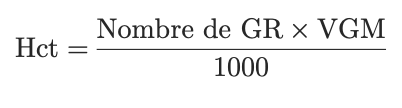 Hct = Nombre de GR × VGM / 1000